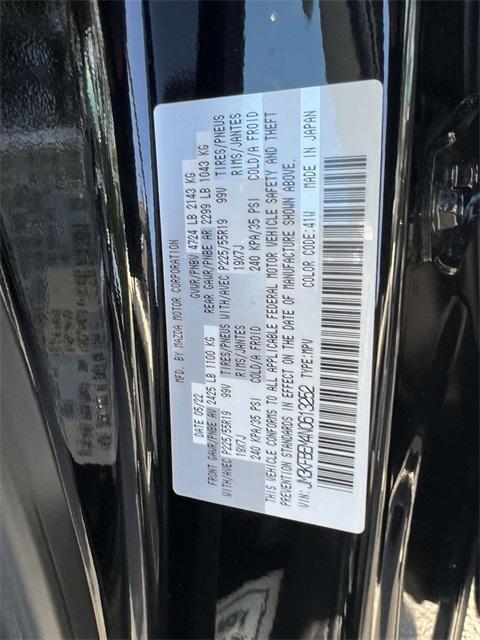 MFD. BY MAZDA MOTOR CORPORATION
DATE 05/22 GVWR/PNBV 4724 LB 2143 KG
FRONT GAWR/PNBE AV 2425 LB 1100 KG REAR GAWR/PNBE AR 2299 LB 1043 KG
WITH/AVEC P225/55R19 99V TIRES/PNEUS WITH/AVEC P225/55R19 99V TIRES/PNEUS
19X7J RIMS/JANTES 19X7J RIMS/JANTES
240 KPA/35 PSI COLD/A FROID 240 KPA/35 PSI COLD/A FROID
THIS VEHICLE CONFORMS TO ALL APPLICABLE FEDERAL MOTOR VEHICLE SAFETY AND THEFT
PREVENTION STANDARDS IN EFFECT ON THE DATE OF MANUFACTURE SHOWN ABOVE.
VIN: JM3KFBEM4N0613252 TYPE:MPV
COLOR CODE:41W MADE IN JAPAN